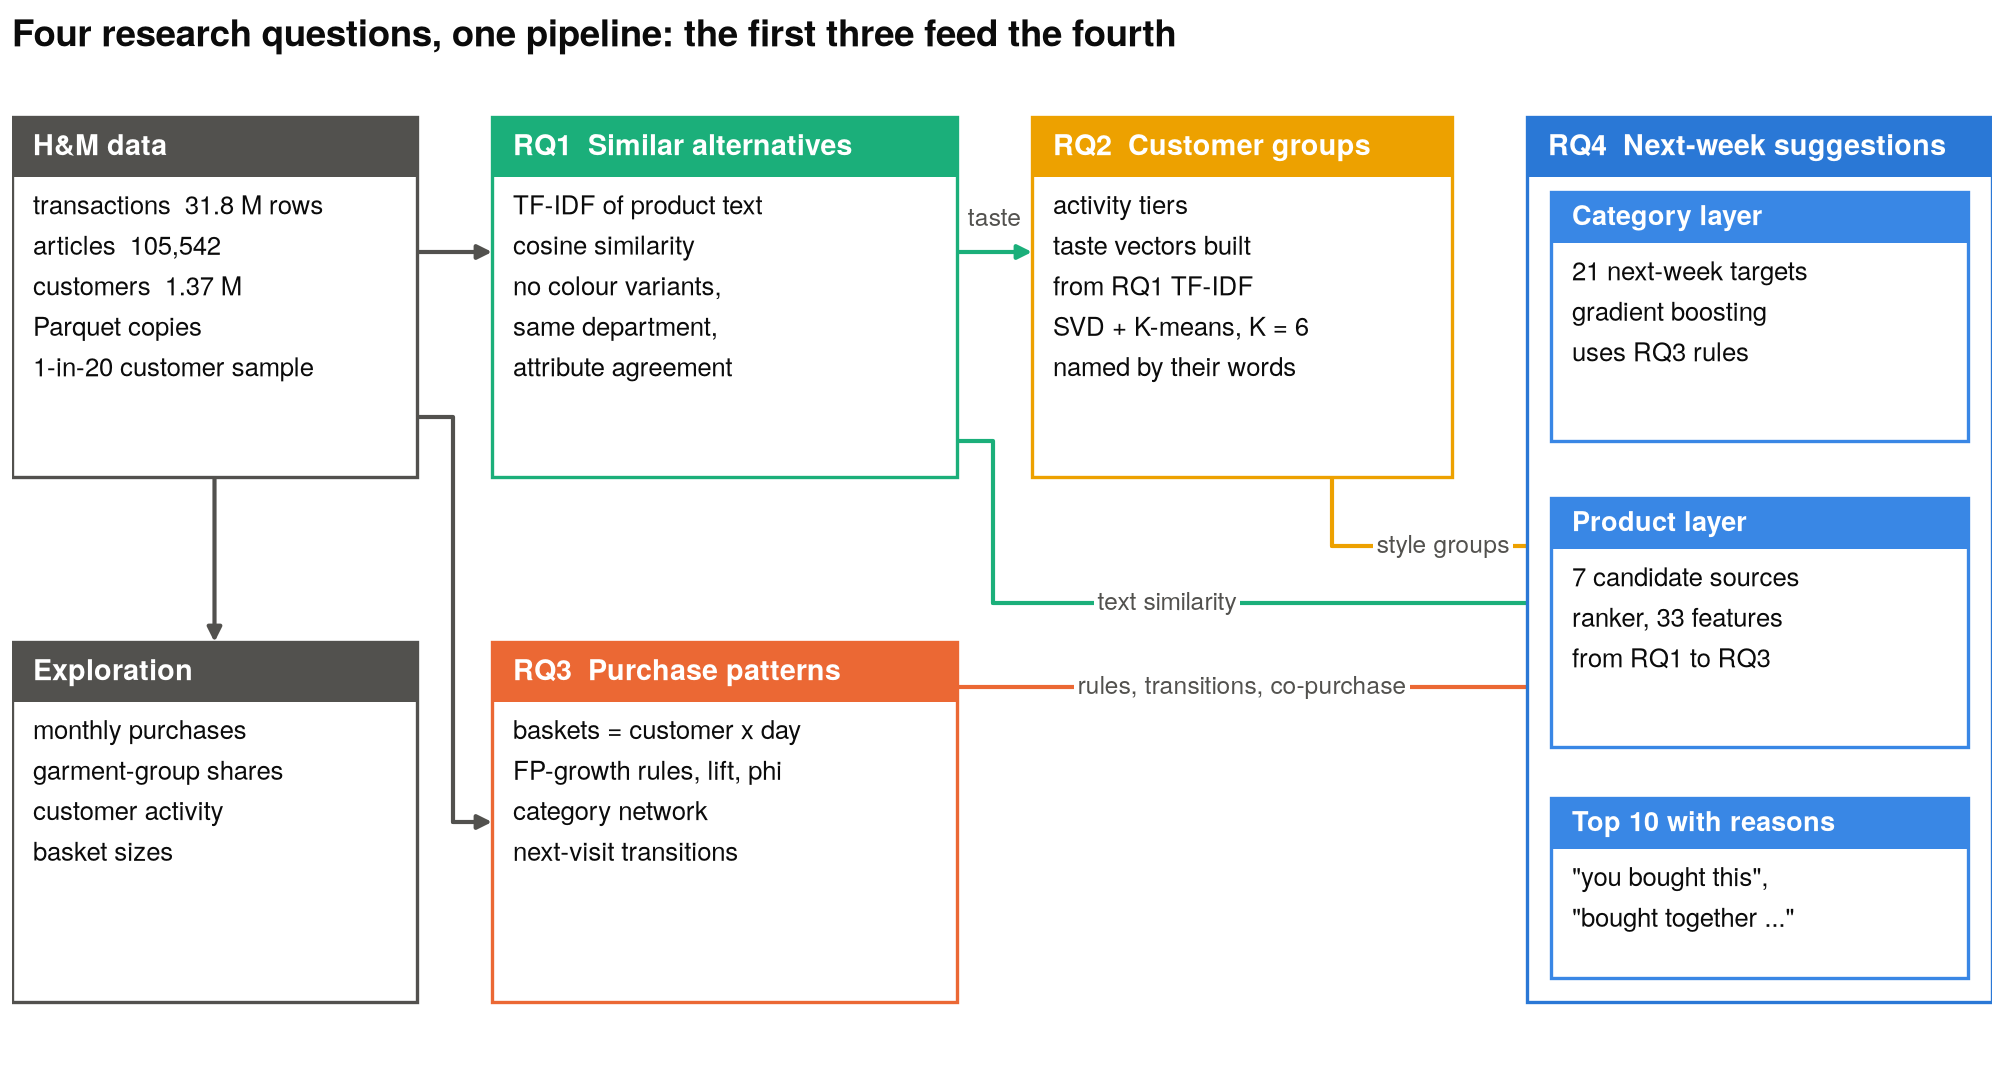 Four research questions, one pipeline: the first three feed the fourth
H&M data
transactions 31.8 M rows
articles 105,542
customers 1.37 M
Parquet copies
1-in-20 customer sample
RQ1 Similar alternatives
TF-IDF of product text
cosine similarity
no colour variants,
same department,
attribute agreement
taste
RQ2 Customer groups
activity tiers
taste vectors built
from RQ1 TF-IDF
SVD + K-means, K = 6
named by their words
RQ4 Next-week suggestions
Category layer
21 next-week targets
gradient boosting
uses RQ3 rules
Product layer
7 candidate sources
ranker, 33 features
from RQ1 to RQ3
Top 10 with reasons
"you bought this",
"bought together ..."
style groups
text similarity
rules, transitions, co-purchase
Exploration
monthly purchases
garment-group shares
customer activity
basket sizes
RQ3 Purchase patterns
baskets = customer x day
FP-growth rules, lift, phi
category network
next-visit transitions